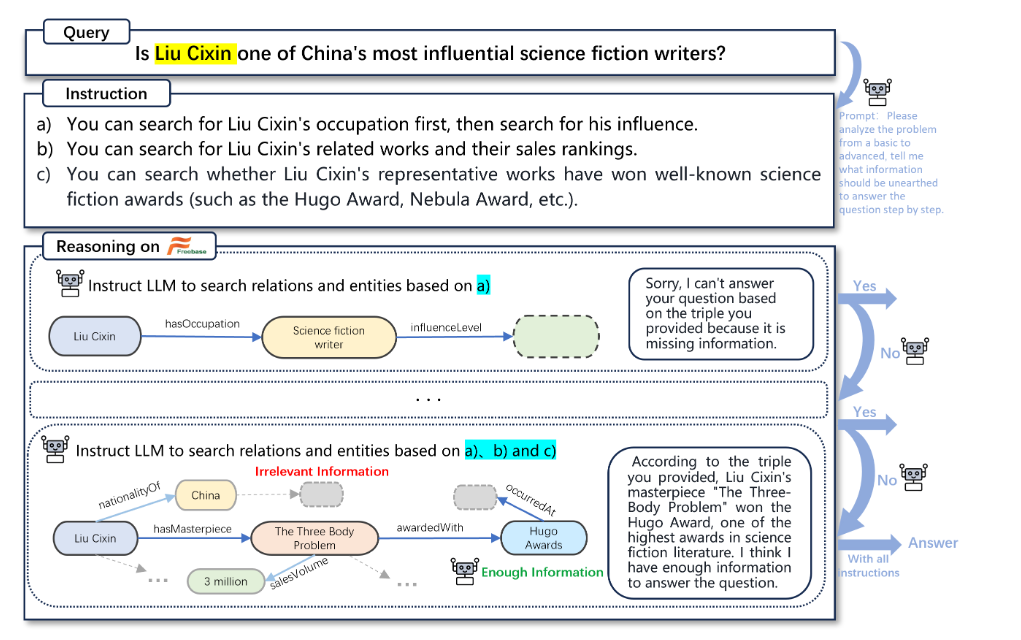 Query
Is Liu Cixin one of China's most influential science fiction writers?
Instruction
a) You can search for Liu Cixin's occupation first, then search for his influence.
b) You can search for Liu Cixin's related works and their sales rankings.
c) You can search whether Liu Cixin's representative works have won well-known science
fiction awards (such as the Hugo Award, Nebula Award, etc.).
Prompt: Please
analyze the problem
from a basic to
advanced, tell me
what information
should be unearthed
to answer the
question step by step.
Reasoning on Freebase
Instruct LLM to search relations and entities based on a)
Liu Cixin
hasOccupation
Science fiction
writer
influenceLevel
Sorry, I can't answer
your question based
on the triple you
provided because it is
missing information.
Yes
No
...
Yes
No
Instruct LLM to search relations and entities based on a)、b) and c)
Irrelevant Information
nationalityOf
China
occurredAt
Liu Cixin
hasMasterpiece
The Three Body
Problem
awardedWith
Hugo
Awards
...
3 million
salesVolume
...
Enough Information
According to the triple
you provided, Liu Cixin's
masterpiece "The Three-
Body Problem" won the
Hugo Award, one of the
highest awards in science
fiction literature. I think I
have enough information
to answer the question.
Answer
With all
instructions